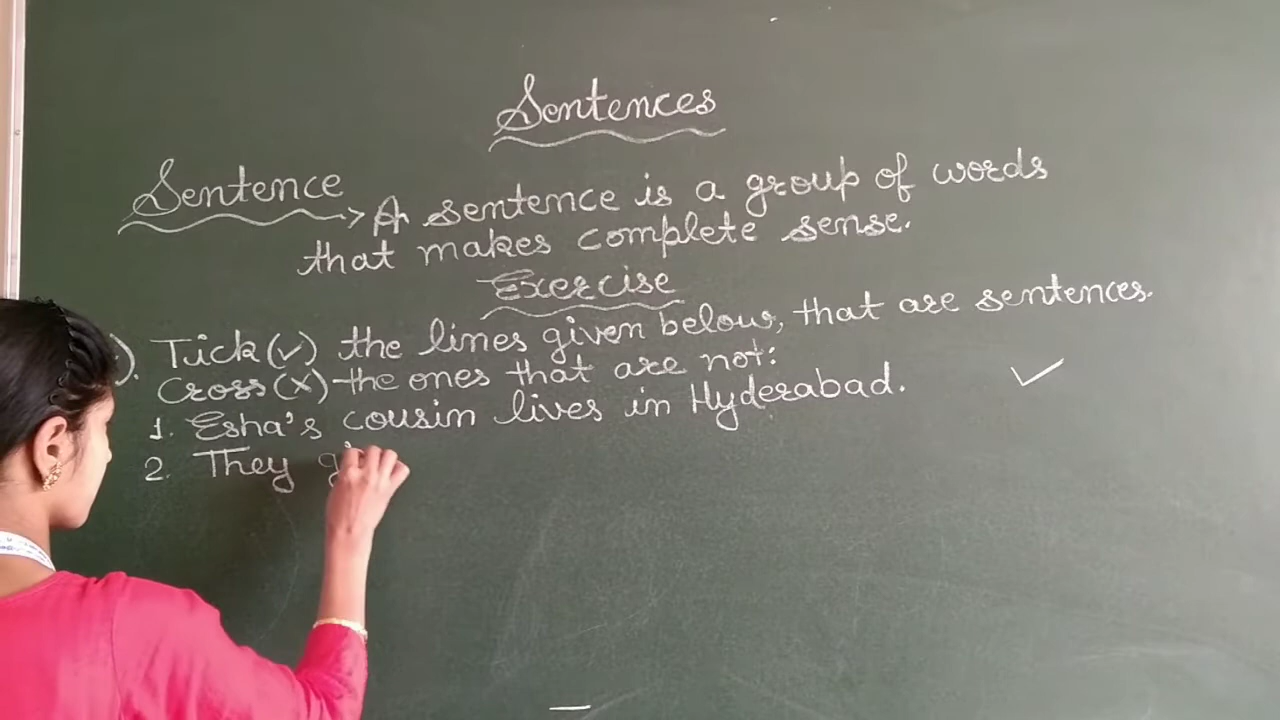 Sentences
Sentence → A sentence is a group of words
that makes complete sense.
Exercise
). Tick (✓) the lines given below, that are sentences.
Cross (x) the ones that are not:
1. Esha's cousin lives in Hyderabad. ✓
2. They